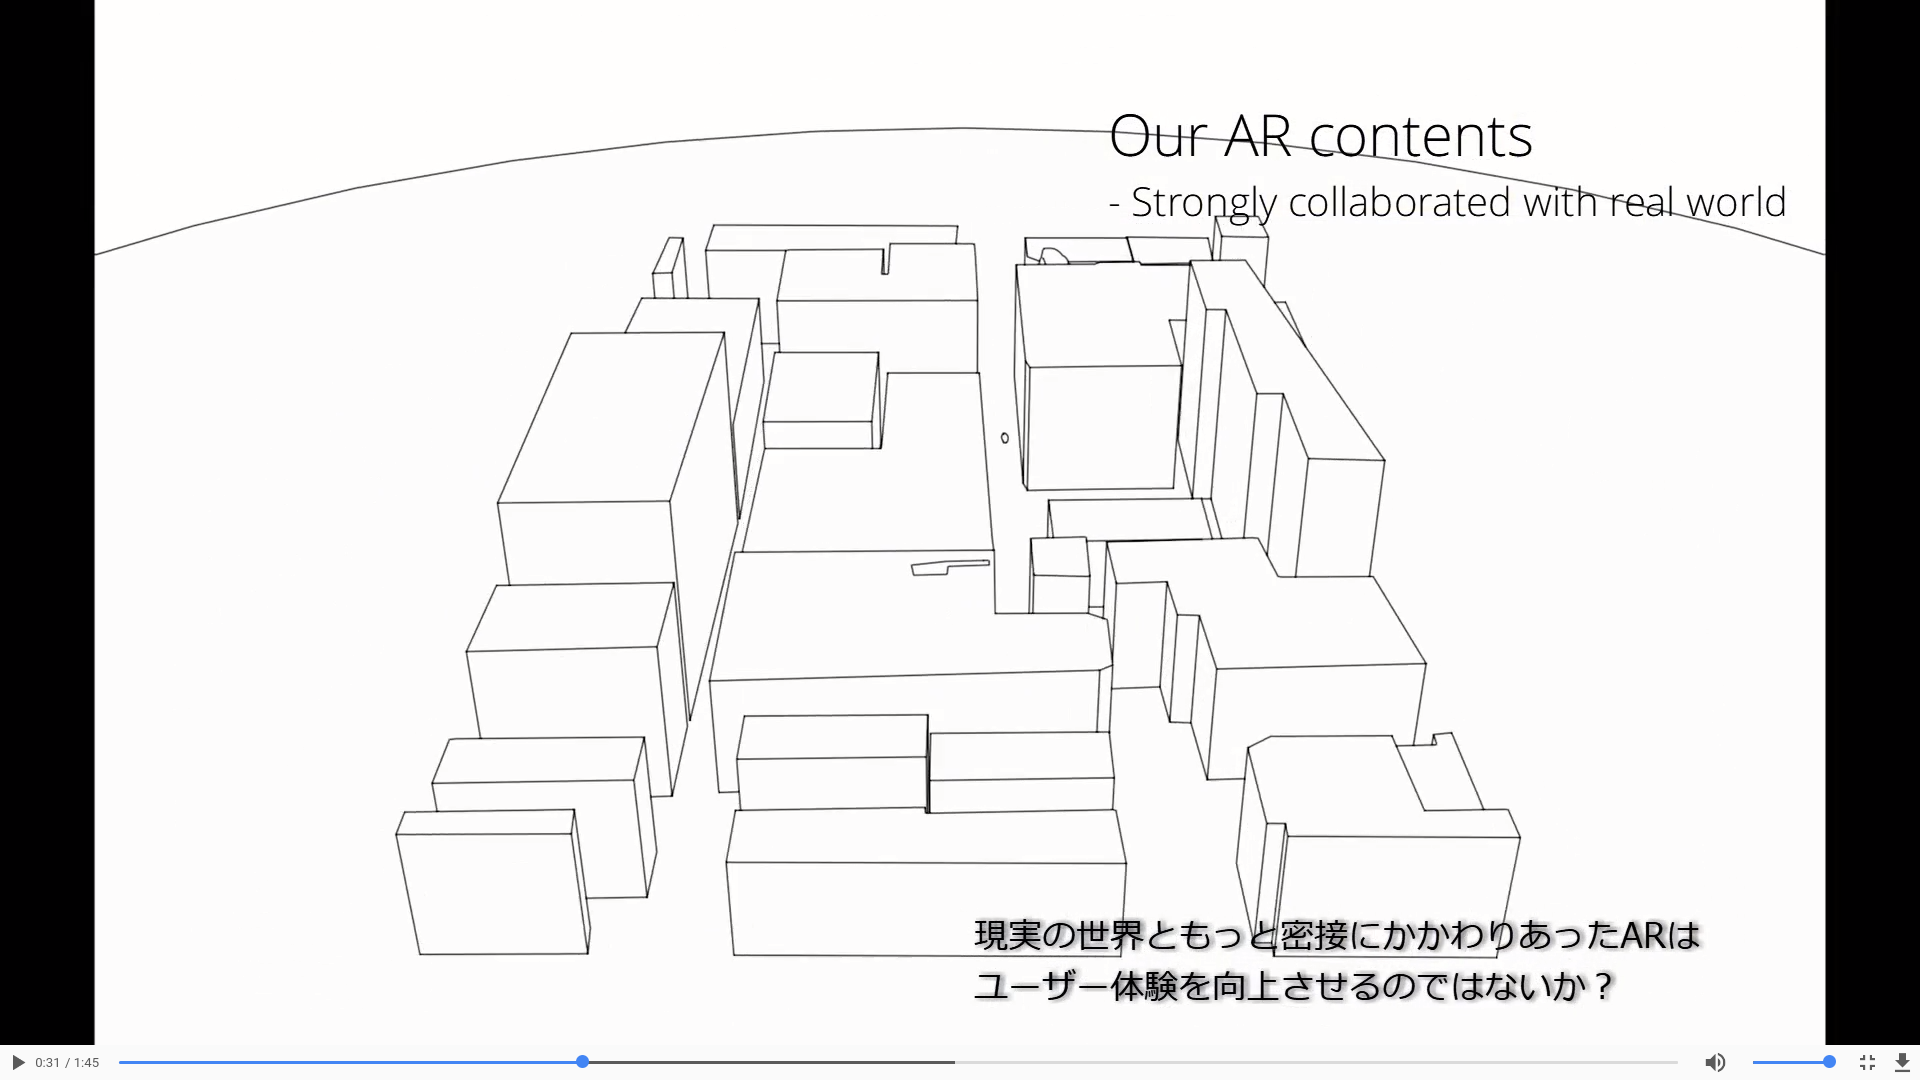 Our AR contents
- Strongly collaborated with real world
現実の世界ともっと密接にかかわりあったARは
ユーザー体験を向上させるのではないか？
0:31 / 1:45